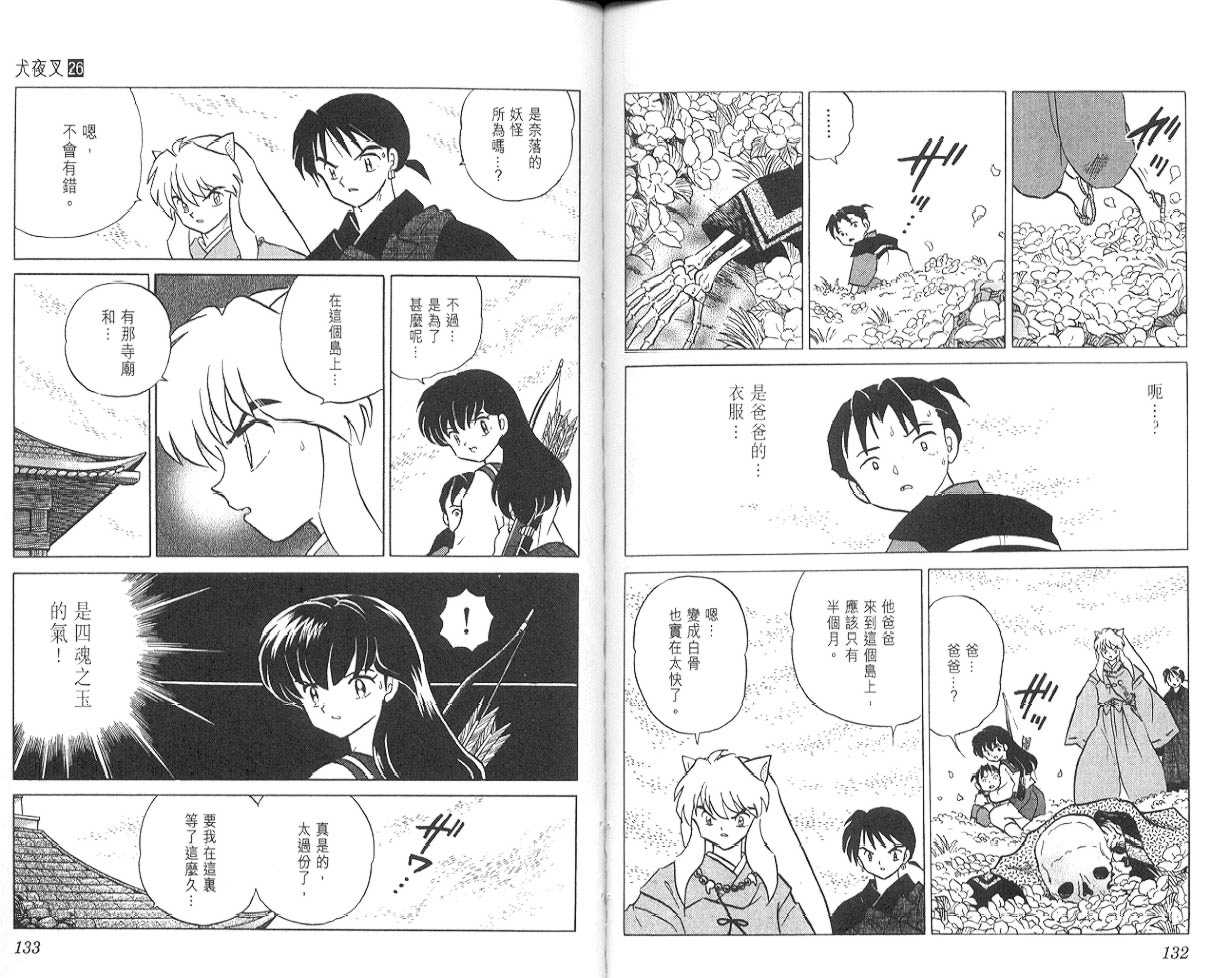 ……
呃…?
是爸爸的…
衣服…
爸…
爸爸…?
他爸爸
來到這個島上,
應該只有
半個月。
嗯…
變成白骨
也實在太快了。
132
犬夜叉 26
是奈落的
妖怪
所為嗎…?
嗯,
不會有錯。
不過…
是為了
甚麼呢…
在這個島上…
有那寺廟
和…
!
是四魂之玉
的氣!
真是的,
太過份了,
要我在這裏
等了這麼久…
133